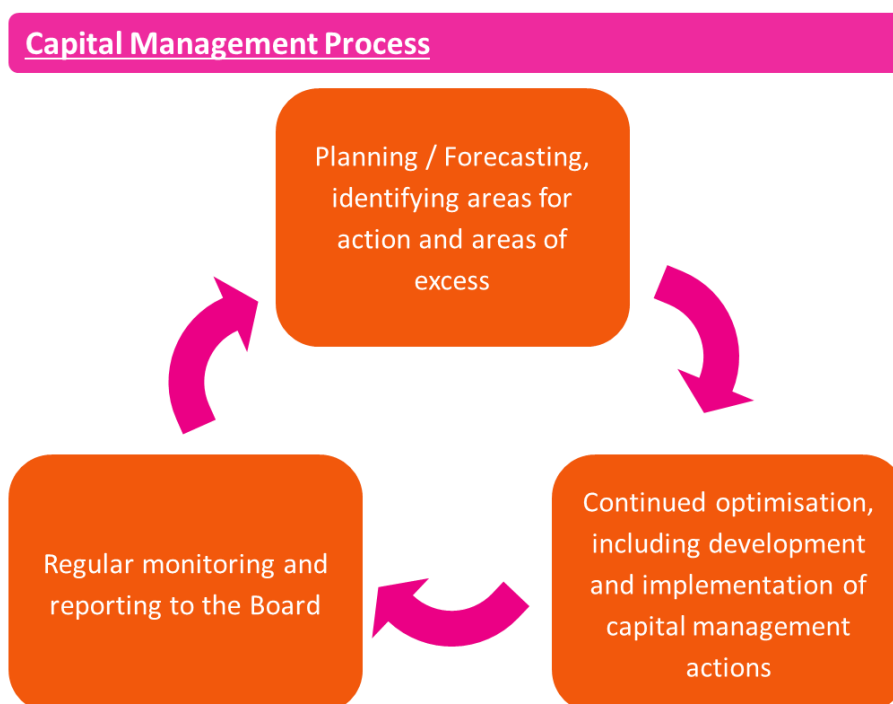 Capital Management Process
Planning / Forecasting,
identifying areas for
action and areas of
excess
Continued optimisation,
including development
and implementation of
capital management
actions
Regular monitoring and
reporting to the Board